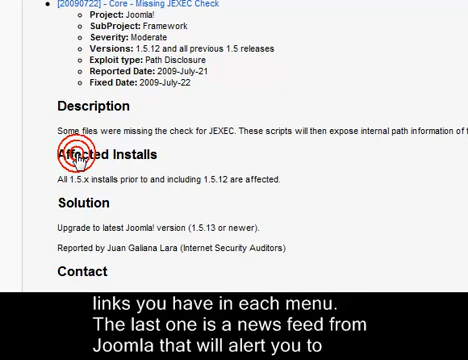 [20090722] - Core - Missing JEXEC Check
Project: Joomla!
SubProject: Framework
Severity: Moderate
Versions: 1.5.12 and all previous 1.5 releases
Exploit type: Path Disclosure
Reported Date: 2009-July-21
Fixed Date: 2009-July-22
Description
Some files were missing the check for JEXEC. These scripts will then expose internal path information of
Affected Installs
All 1.5.x installs prior to and including 1.5.12 are affected.
Solution
Upgrade to latest Joomla! version (1.5.13 or newer).
Reported by Juan Galiana Lara (Internet Security Auditors)
Contact
links you have in each menu.
The last one is a news feed from
Joomla that will alert you to